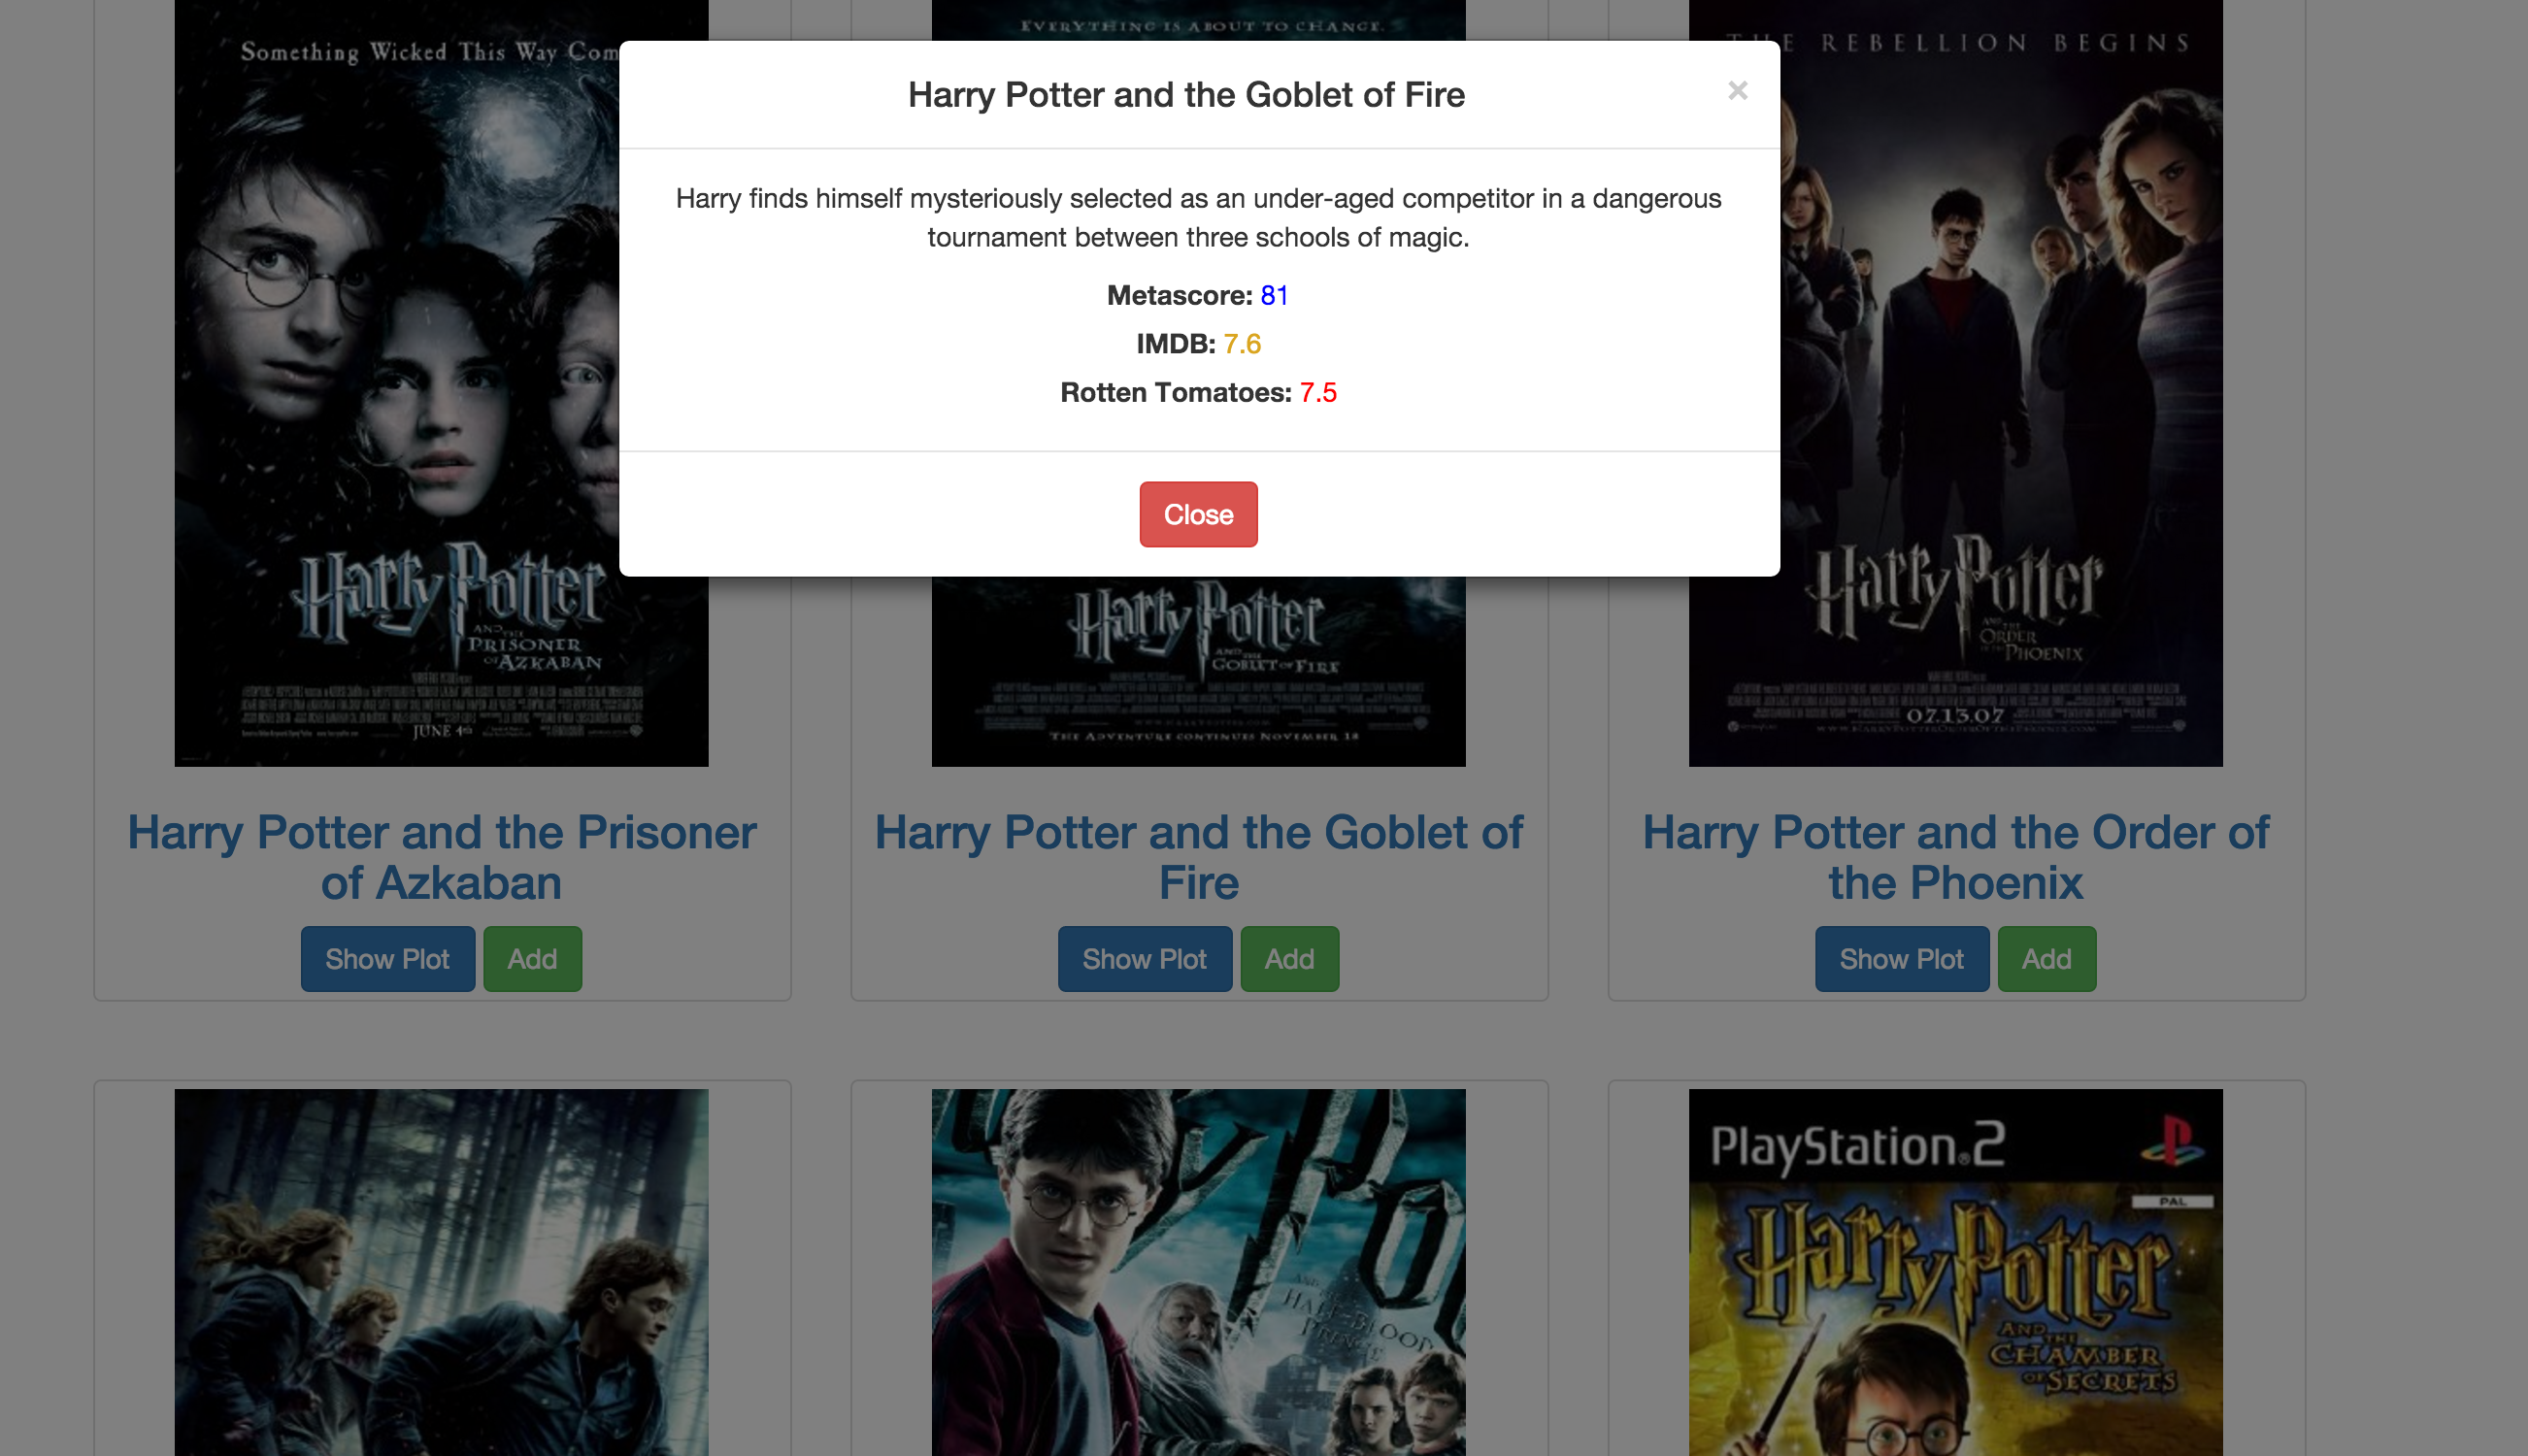 Something Wicked This Way Com
EVERYTHING IS ABOUT TO CHANGE.
THE REBELLION BEGINS
Harry Potter and the Goblet of Fire
×
Harry finds himself mysteriously selected as an under-aged competitor in a dangerous
tournament between three schools of magic.
Metascore: 81
IMDB: 7.6
Rotten Tomatoes: 7.5
Close
Harry Potter
AND THE
PRISONER
OF AZKABAN
JUNE 4th
Harry Potter
AND THE
GOBLET OF FIRE
THE ADVENTURE CONTINUES NOVEMBER 18
Harry Potter
AND THE
ORDER
OF THE PHOENIX
07.13.07
Harry Potter and the Prisoner
of Azkaban
Show Plot Add
Harry Potter and the Goblet of
Fire
Show Plot Add
Harry Potter and the Order of
the Phoenix
Show Plot Add
AND THE
HALF-BLOOD
PRINCE
PlayStation®2
PAL
Harry Potter
AND THE
CHAMBER
OF SECRETS